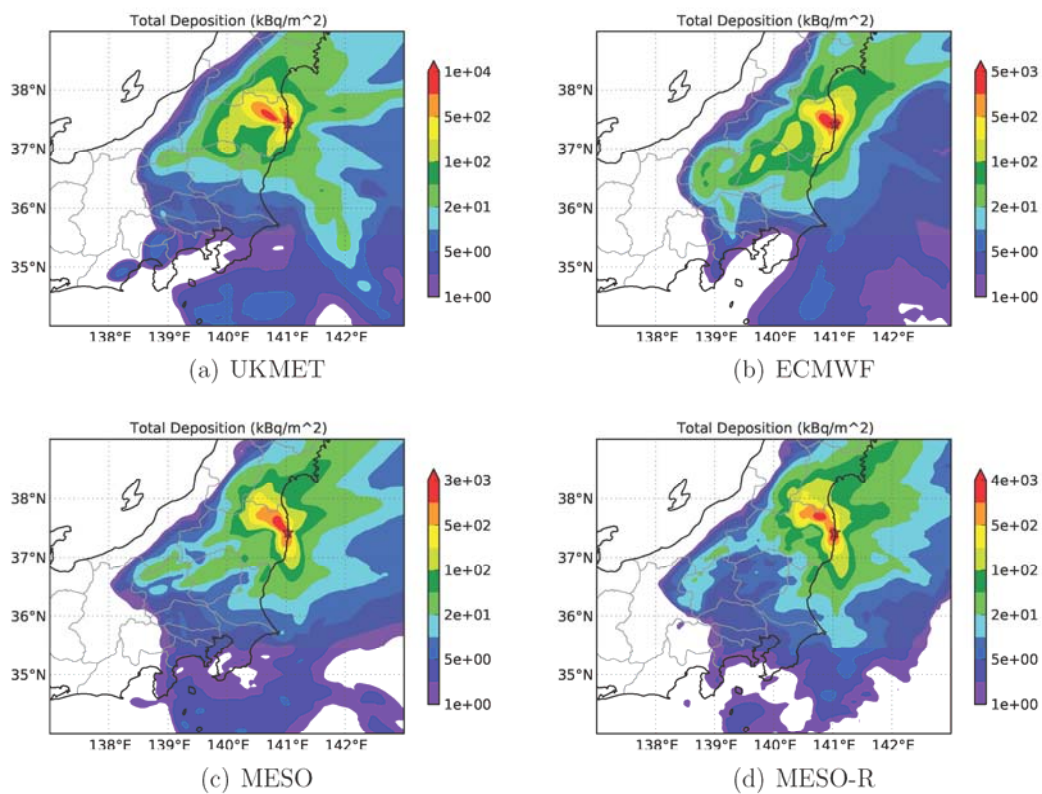 Total Deposition (kBq/m^2)
38°N
37°N
36°N
35°N
138°E 139°E 140°E 141°E 142°E
1e+04
5e+02
1e+02
2e+01
5e+00
1e+00
(a) UKMET
Total Deposition (kBq/m^2)
38°N
37°N
36°N
35°N
138°E 139°E 140°E 141°E 142°E
5e+03
5e+02
1e+02
2e+01
5e+00
1e+00
(b) ECMWF
Total Deposition (kBq/m^2)
38°N
37°N
36°N
35°N
138°E 139°E 140°E 141°E 142°E
3e+03
5e+02
1e+02
2e+01
5e+00
1e+00
(c) MESO
Total Deposition (kBq/m^2)
38°N
37°N
36°N
35°N
138°E 139°E 140°E 141°E 142°E
4e+03
5e+02
1e+02
2e+01
5e+00
1e+00
(d) MESO-R